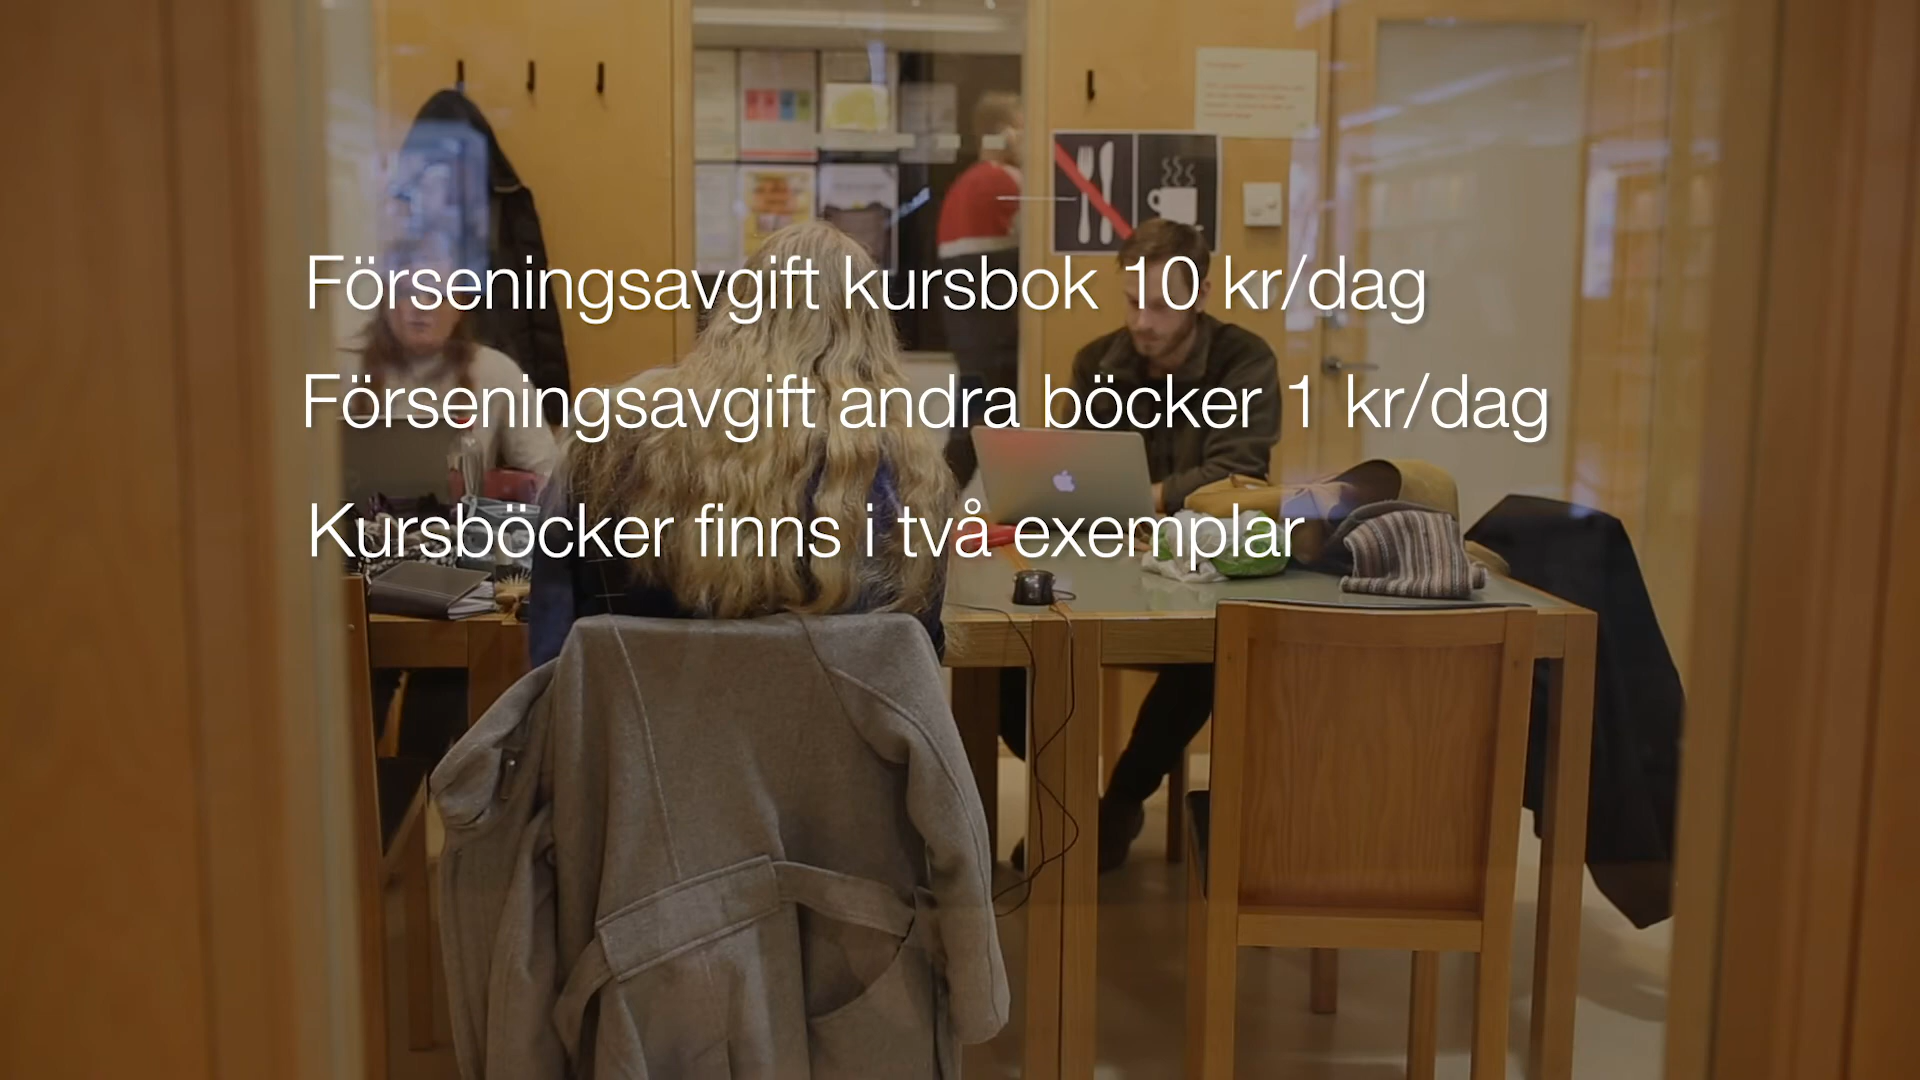 Förseningsavgift kursbok 10 kr/dag
Förseningsavgift andra böcker 1 kr/dag
Kursböcker finns i två exemplar